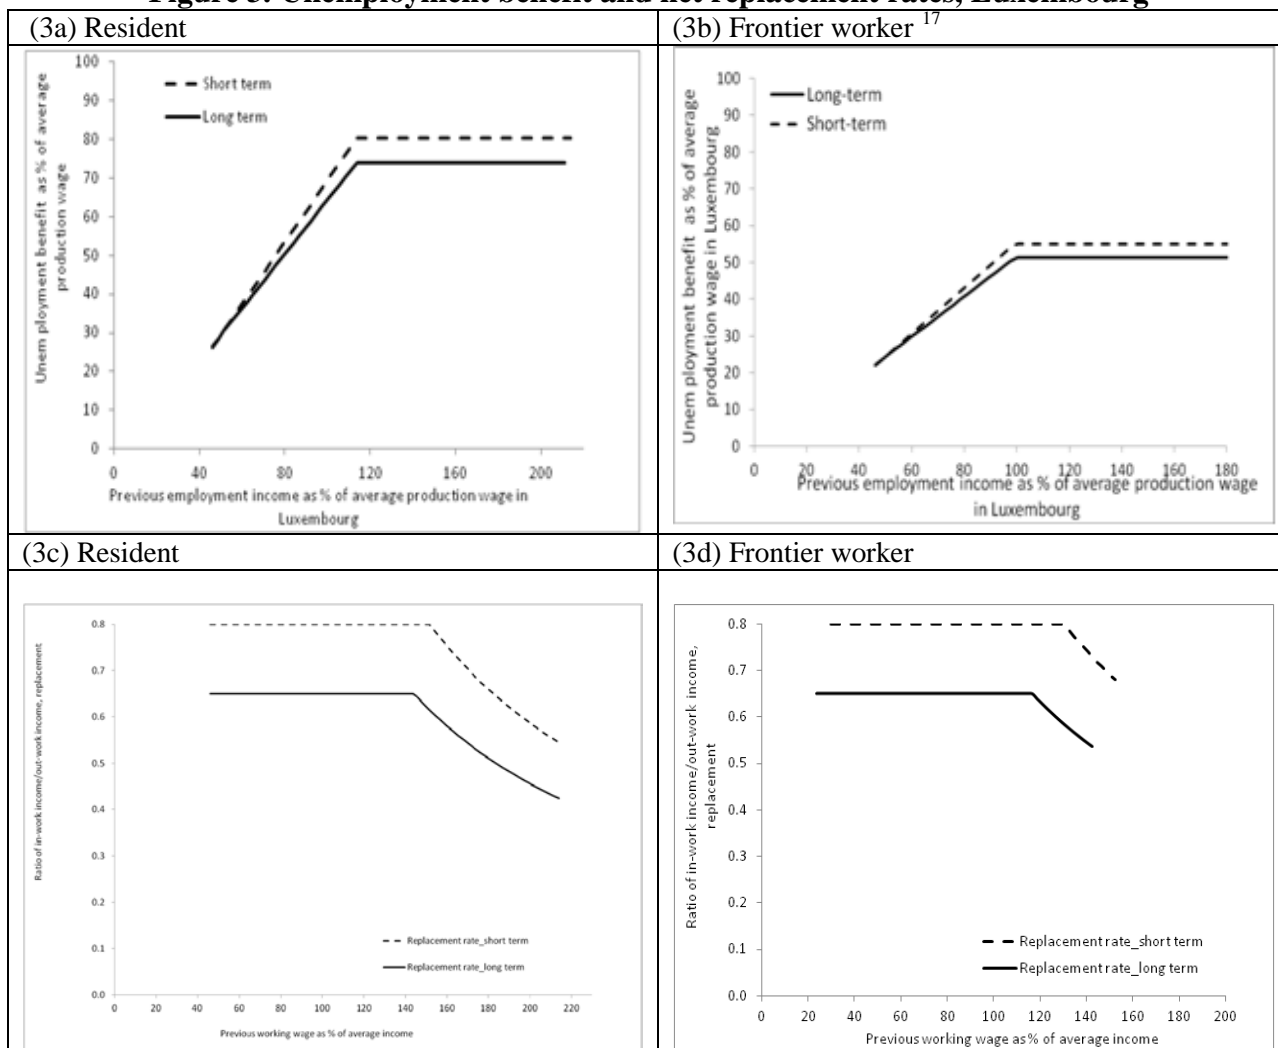 Figure 3. Unemployment benefit and net replacement rates, Luxembourg
(3a) Resident
100
90
80
70
60
50
40
30
20
10
0
Short term
Long term
Unem ployment benefit as % of average
production wage
0 40 80 120 160 200
Previous employment income as % of average production wage in
Luxembourg
(3b) Frontier worker 17
100
90
80
70
60
50
40
30
20
10
0
Long-term
Short-term
Unem ployment benefit as % of average
production wage in Luxembourg
0 20 40 60 80 100 120 140 160 180
Previous employment income as % of average production wage
in Luxembourg
(3c) Resident
0.8
0.7
0.6
0.5
0.4
0.3
0.2
0.1
0.0
Ratio of in-work income/out-work income, replacement
Replacement rate_short term
Replacement rate_long term
0 20 40 60 80 100 120 140 160 180 200 220
Previous working wage as % of average income
(3d) Frontier worker
0.8
0.7
0.6
0.5
0.4
0.3
0.2
0.1
0.0
Ratio of in-work income/out-work income,
replacement
Replacement rate_short term
Replacement rate_long term
0 20 40 60 80 100 120 140 160 180 200
Previous working wage as % of average income